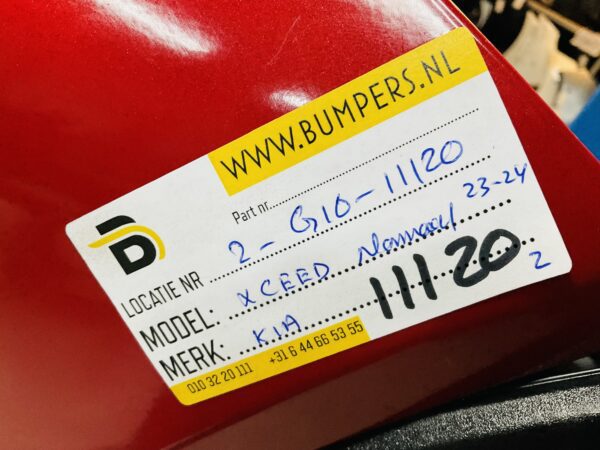 WWW.BUMPERS.NL
Part nr.
LOCATIE NR 2-G10-11120
MODEL: XCEED Normaal 23-24
MERK: KIA 11120 2
010 32 20 111 +31 6 44 66 53 55